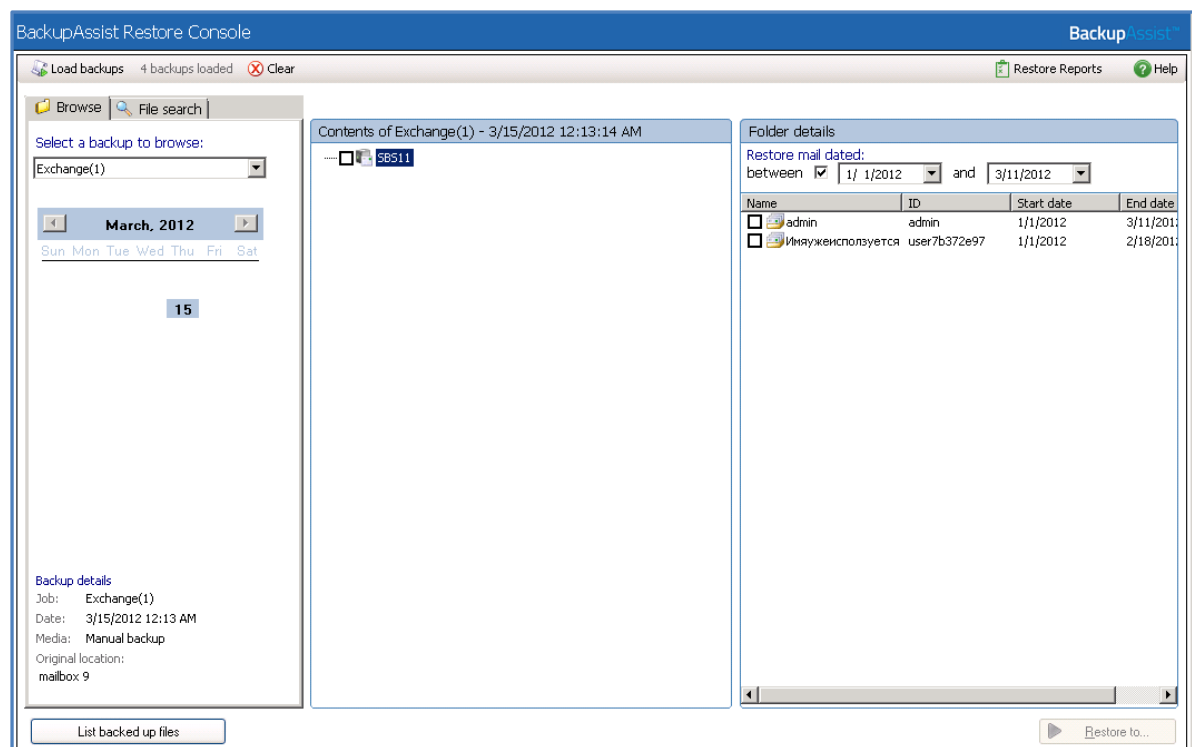 BackupAssist Restore Console
BackupAssist™
Load backups 4 backups loaded Clear
Restore Reports Help
Browse File search
Select a backup to browse:
Exchange(1)
March, 2012
Sun Mon Tue Wed Thu Fri Sat
15
Backup details
Job: Exchange(1)
Date: 3/15/2012 12:13 AM
Media: Manual backup
Original location:
mailbox 9
List backed up files
Contents of Exchange(1) - 3/15/2012 12:13:14 AM
SBS11
Folder details
Restore mail dated:
between 1/ 1/2012 and 3/11/2012
Name ID Start date End date
admin admin 1/1/2012 3/11/201
Имяужеисползуется user7b372e97 1/1/2012 2/18/201
Restore to...